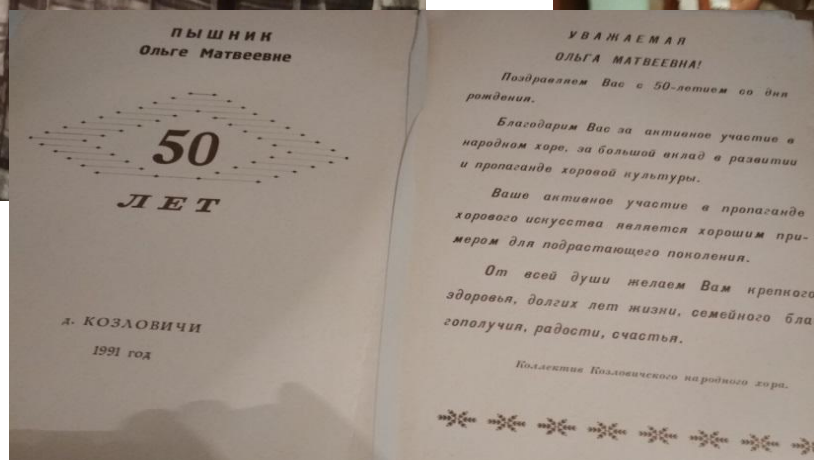 ПЫШНИК
Ольге Матвеевне
50
ЛЕТ
д. КОЗЛОВИЧИ
1991 год
УВАЖАЕМАЯ
ОЛЬГА МАТВЕЕВНА!
Поздравляем Вас с 50-летием со дня
рождения.
Благодарим Вас за активное участие в
народном хоре, за большой вклад в развитии
и пропаганде хоровой культуры.
Ваше активное участие в пропаганде
хорового искусства является хорошим при-
мером для подрастающего поколения.
От всей души желаем Вам крепкого
здоровья, долгих лет жизни, семейного бла-
гополучия, радости, счастья.
Коллектив Козловичского народного хора.